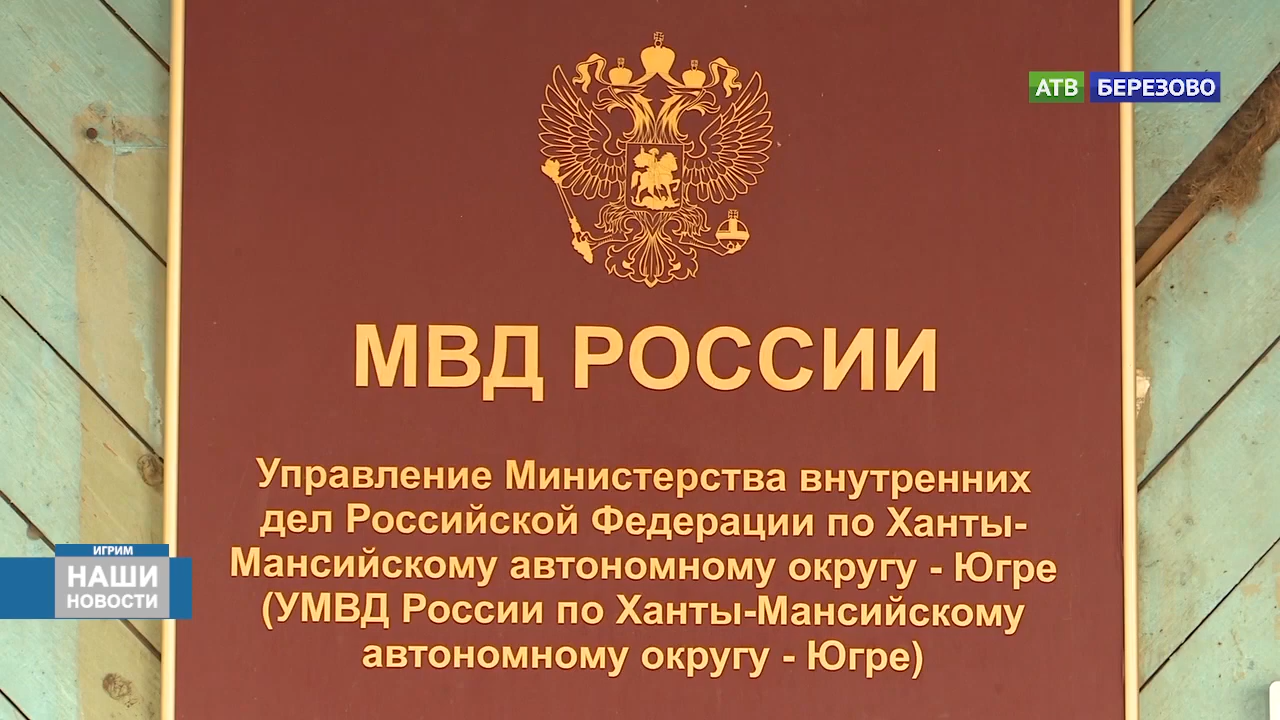 АТВ БЕРЕЗОВО
МВД РОССИИ
Управление Министерства внутренних
дел Российской Федерации по Ханты-
Мансийскому автономному округу - Югре
(УМВД России по Ханты-Мансийскому
автономному округу - Югре)
ИГРИМ
НАШИ
НОВОСТИ